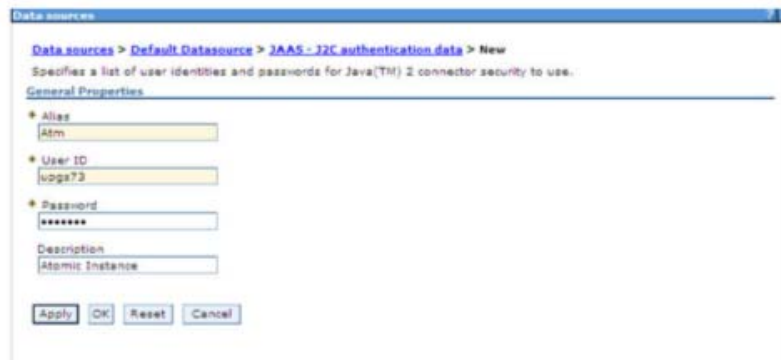 Data sources
?
Data sources > Default Datasource > JAAS - J2C authentication data > New
Specifies a list of user identities and passwords for Java(TM) 2 connector security to use.
General Properties
Alias
Atm
User ID
upgs73
Password
•••••••
Description
Atomic Instance
Apply OK Reset Cancel